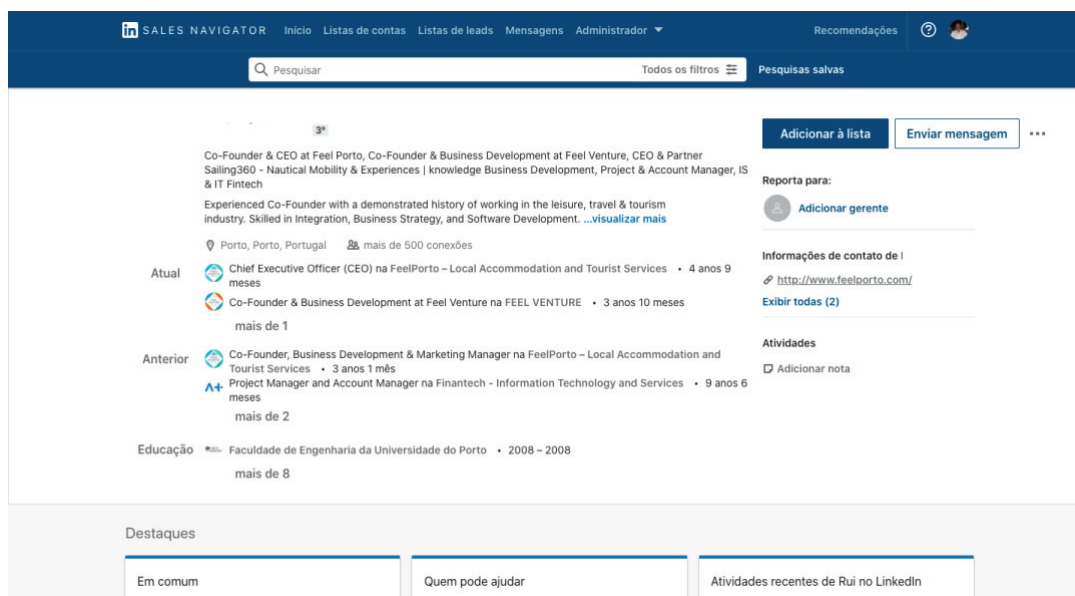 in SALES NAVIGATOR Início Listas de contas Listas de leads Mensagens Administrador Recomendações
Pesquisar Todos os filtros Pesquisas salvas
3º
Co-Founder & CEO at Feel Porto, Co-Founder & Business Development at Feel Venture, CEO & Partner
Sailing360 - Nautical Mobility & Experiences | knowledge Business Development, Project & Account Manager, IS
& IT Fintech
Experienced Co-Founder with a demonstrated history of working in the leisure, travel & tourism
industry. Skilled in Integration, Business Strategy, and Software Development. ...visualizar mais
Porto, Porto, Portugal mais de 500 conexões
Atual
Chief Executive Officer (CEO) na FeelPorto – Local Accommodation and Tourist Services • 4 anos 9
meses
Co-Founder & Business Development at Feel Venture na FEEL VENTURE • 3 anos 10 meses
mais de 1
Anterior
Co-Founder, Business Development & Marketing Manager na FeelPorto – Local Accommodation and
Tourist Services • 3 anos 1 mês
A+ Project Manager and Account Manager na Finantech - Information Technology and Services • 9 anos 6
meses
mais de 2
Educação
Faculdade de Engenharia da Universidade do Porto • 2008 – 2008
mais de 8
Adicionar à lista
Enviar mensagem
Reporta para:
Adicionar gerente
Informações de contato de
http://www.feelporto.com/
Exibir todas (2)
Atividades
Adicionar nota
Destaques
Em comum
Quem pode ajudar
Atividades recentes de Rui no LinkedIn